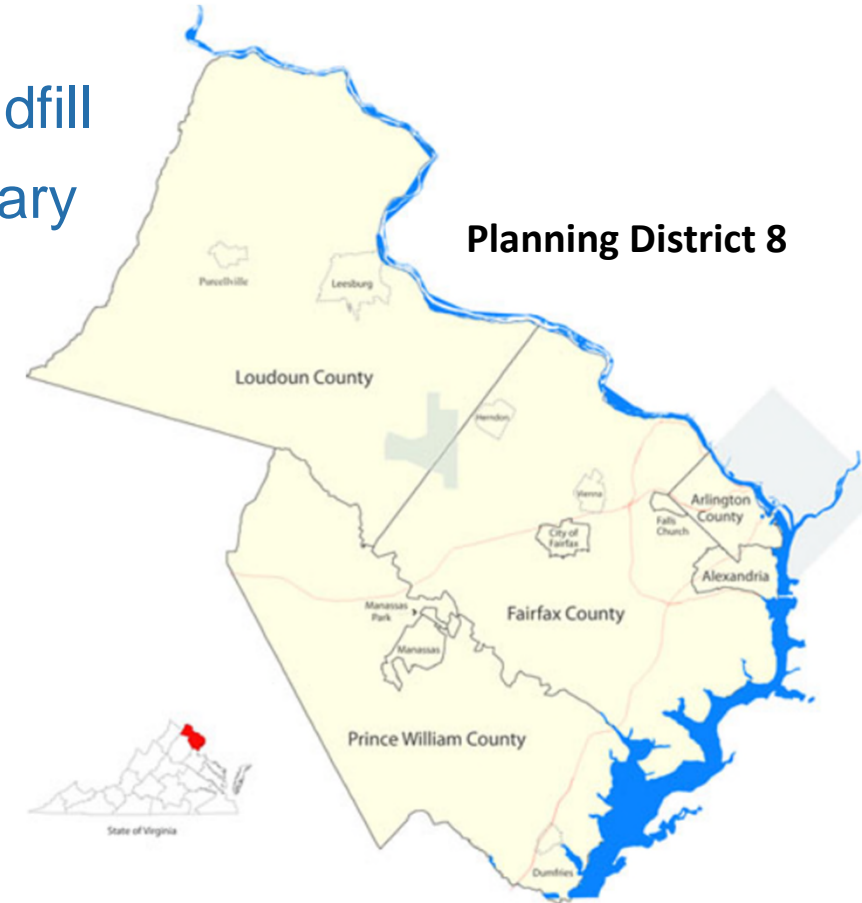 dfill
ary
Planning District 8
Purcellville
Leesburg
Loudoun County
Herndon
Vienna
Arlington
County
Falls
Church
City of
Fairfax
Alexandria
Manassas
Park
Fairfax County
Manassas
Prince William County
State of Virginia
Dumfries